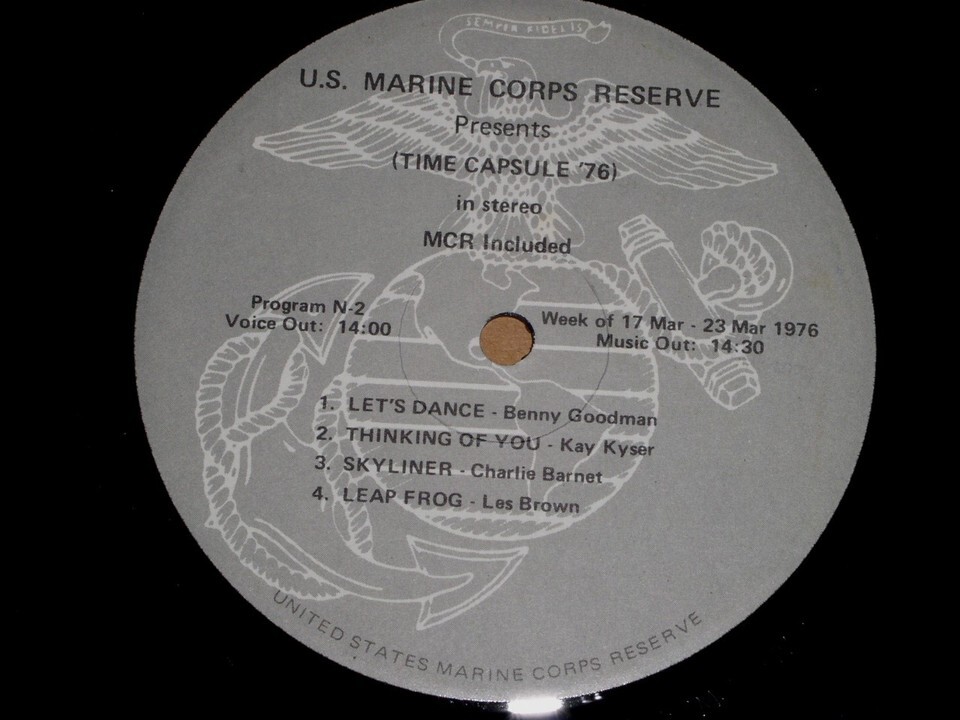 SEMPER FIDELIS
U.S. MARINE CORPS RESERVE
Presents
(TIME CAPSULE '76)
in stereo
MCR Included
Program N-2
Voice Out: 14:00
Week of 17 Mar - 23 Mar 1976
Music Out: 14:30
1. LET'S DANCE - Benny Goodman
2. THINKING OF YOU - Kay Kyser
3. SKYLINER - Charlie Barnet
4. LEAP FROG - Les Brown
UNITED STATES MARINE CORPS RESERVE